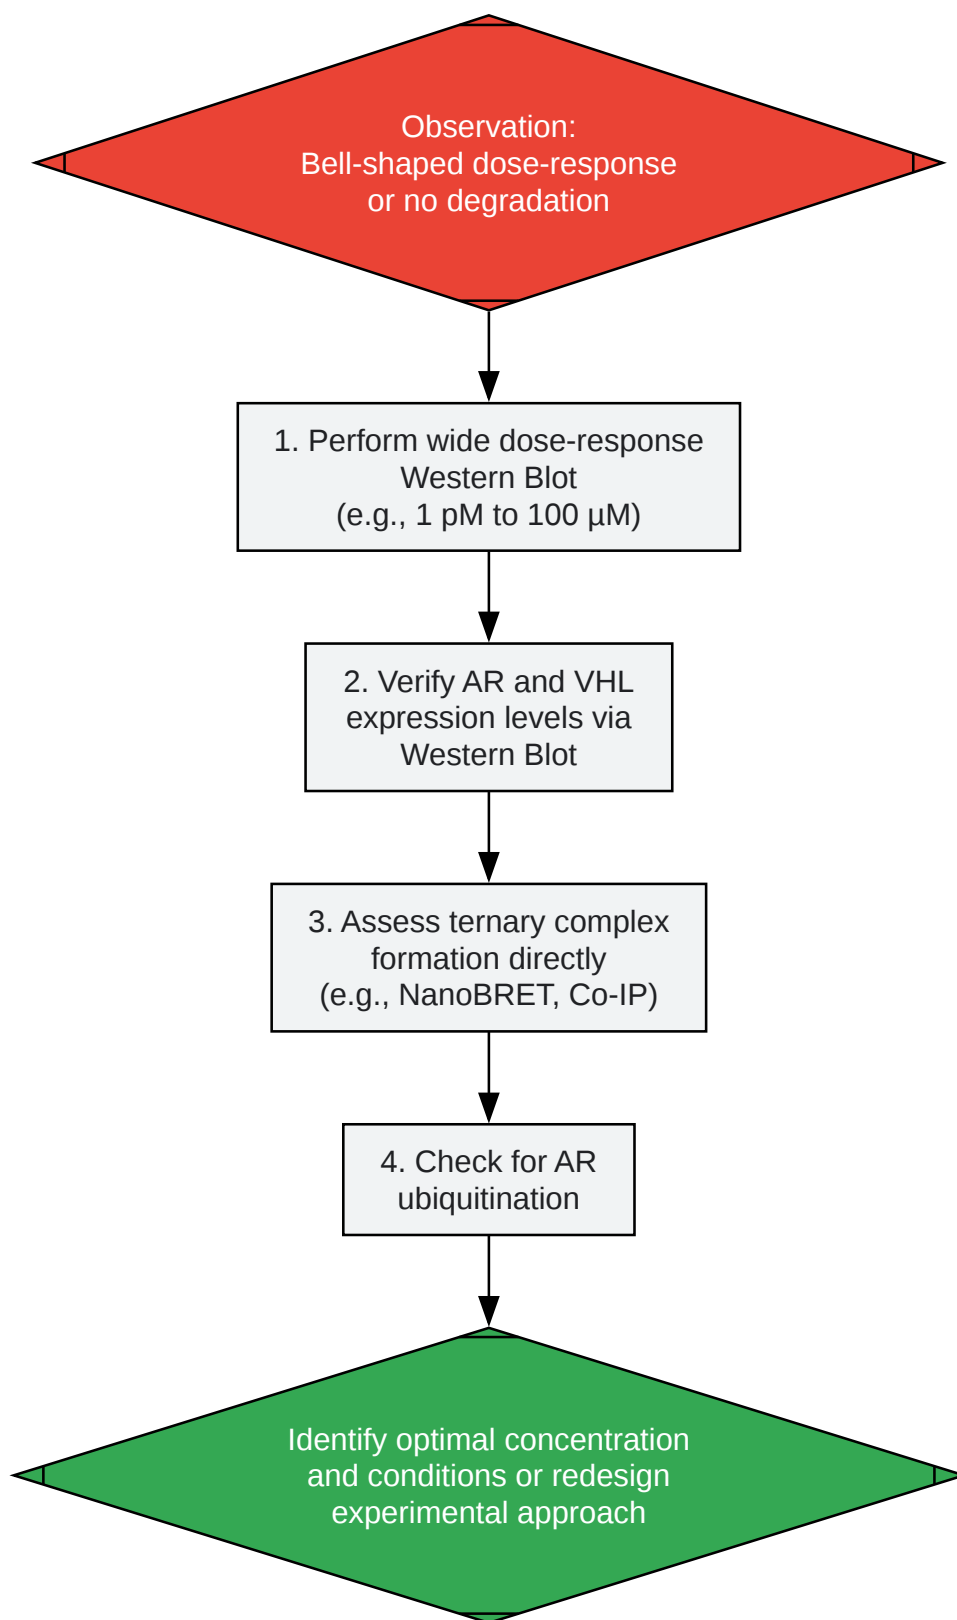 Observation:
Bell-shaped dose-response
or no degradation
1. Perform wide dose-response
Western Blot
(e.g., 1 pM to 100 µM)
2. Verify AR and VHL
expression levels via
Western Blot
3. Assess ternary complex
formation directly
(e.g., NanoBRET, Co-IP)
4. Check for AR
ubiquitination
Identify optimal concentration
and conditions or redesign
experimental approach